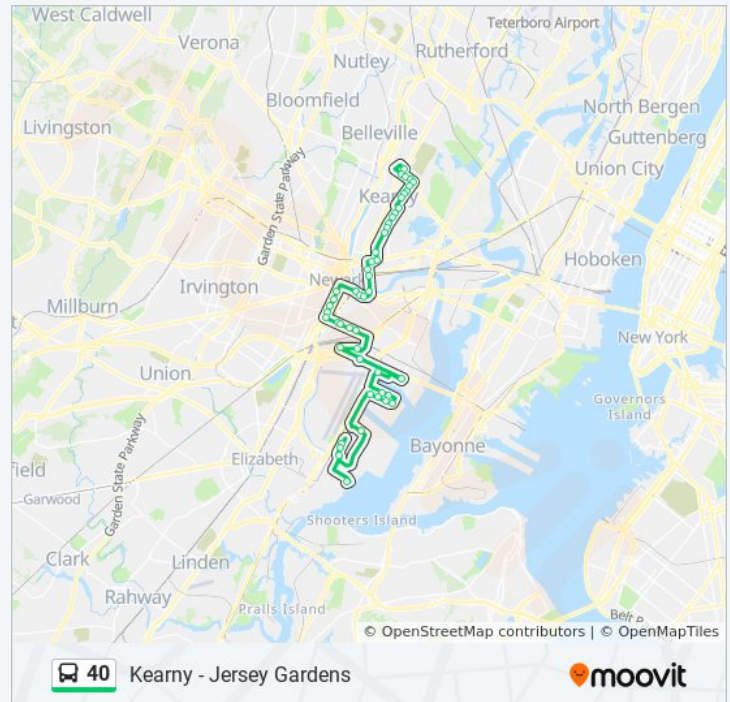 West Caldwell
Teterboro Airport
Verona
Nutley
Rutherford
Bloomfield
North Bergen
Livingston
Belleville
Guttenberg
Union City
Garden State Parkway
Kearny
Hoboken
Newark
Irvington
Millburn
New York
Union
Governors
Island
Garden State Parkway
Bayonne
field
Elizabeth
Garwood
Shooters Island
Clark
Linden
Rahway
Pralls Island
Belt P
© OpenStreetMap contributors | © OpenMapTiles
40 Kearny - Jersey Gardens
moovit